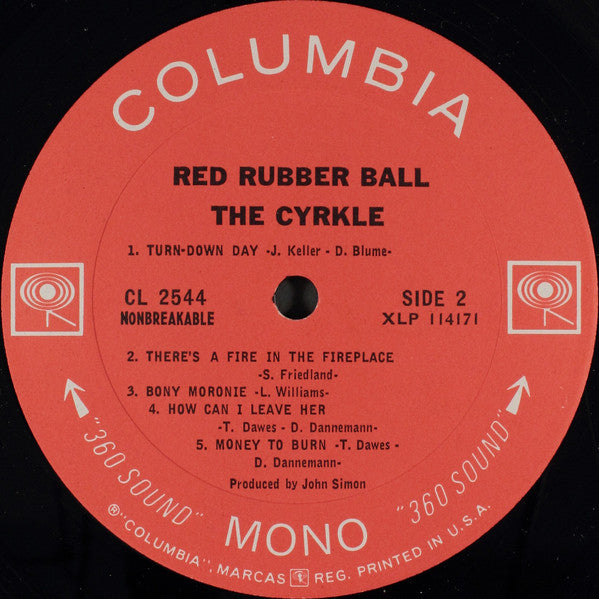 COLUMBIA
RED RUBBER BALL
THE CYRKLE
1. TURN-DOWN DAY -J. Keller - D. Blume-
CL 2544
NONBREAKABLE
SIDE 2
XLP 114171
2. THERE'S A FIRE IN THE FIREPLACE
-S. Friedland-
3. BONY MORONIE -L. Williams-
4. HOW CAN I LEAVE HER
-T. Dawes - D. Dannemann-
5. MONEY TO BURN -T. Dawes -
D. Dannemann-
Produced by John Simon
"360 SOUND"
MONO
"360 SOUND"
®"COLUMBIA", MARCAS REG. PRINTED IN U.S.A.